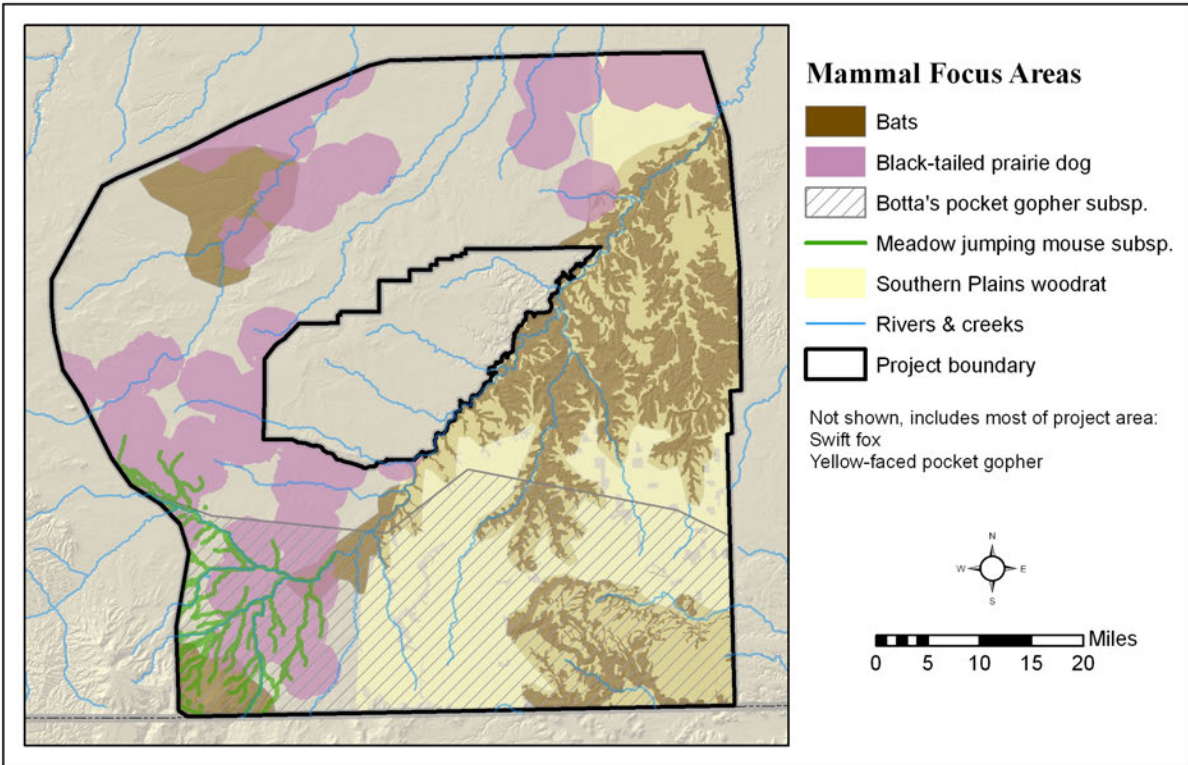 Mammal Focus Areas
Bats
Black-tailed prairie dog
Botta's pocket gopher subsp.
Meadow jumping mouse subsp.
Southern Plains woodrat
Rivers & creeks
Project boundary
Not shown, includes most of project area:
Swift fox
Yellow-faced pocket gopher
N
W E
S
Miles
0 5 10 15 20